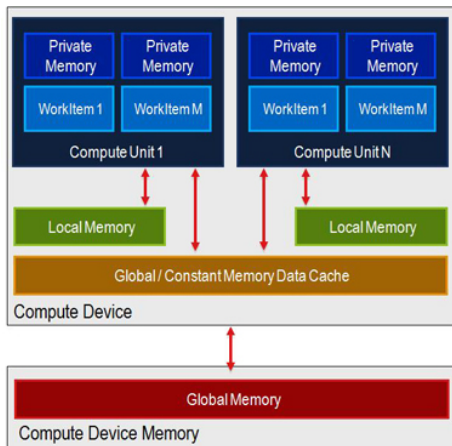 Private Memory
Private Memory
Private Memory
Private Memory
WorkItem 1
WorkItem M
WorkItem 1
WorkItem M
Compute Unit 1
Compute Unit N
Local Memory
Local Memory
Global / Constant Memory Data Cache
Compute Device
Global Memory
Compute Device Memory